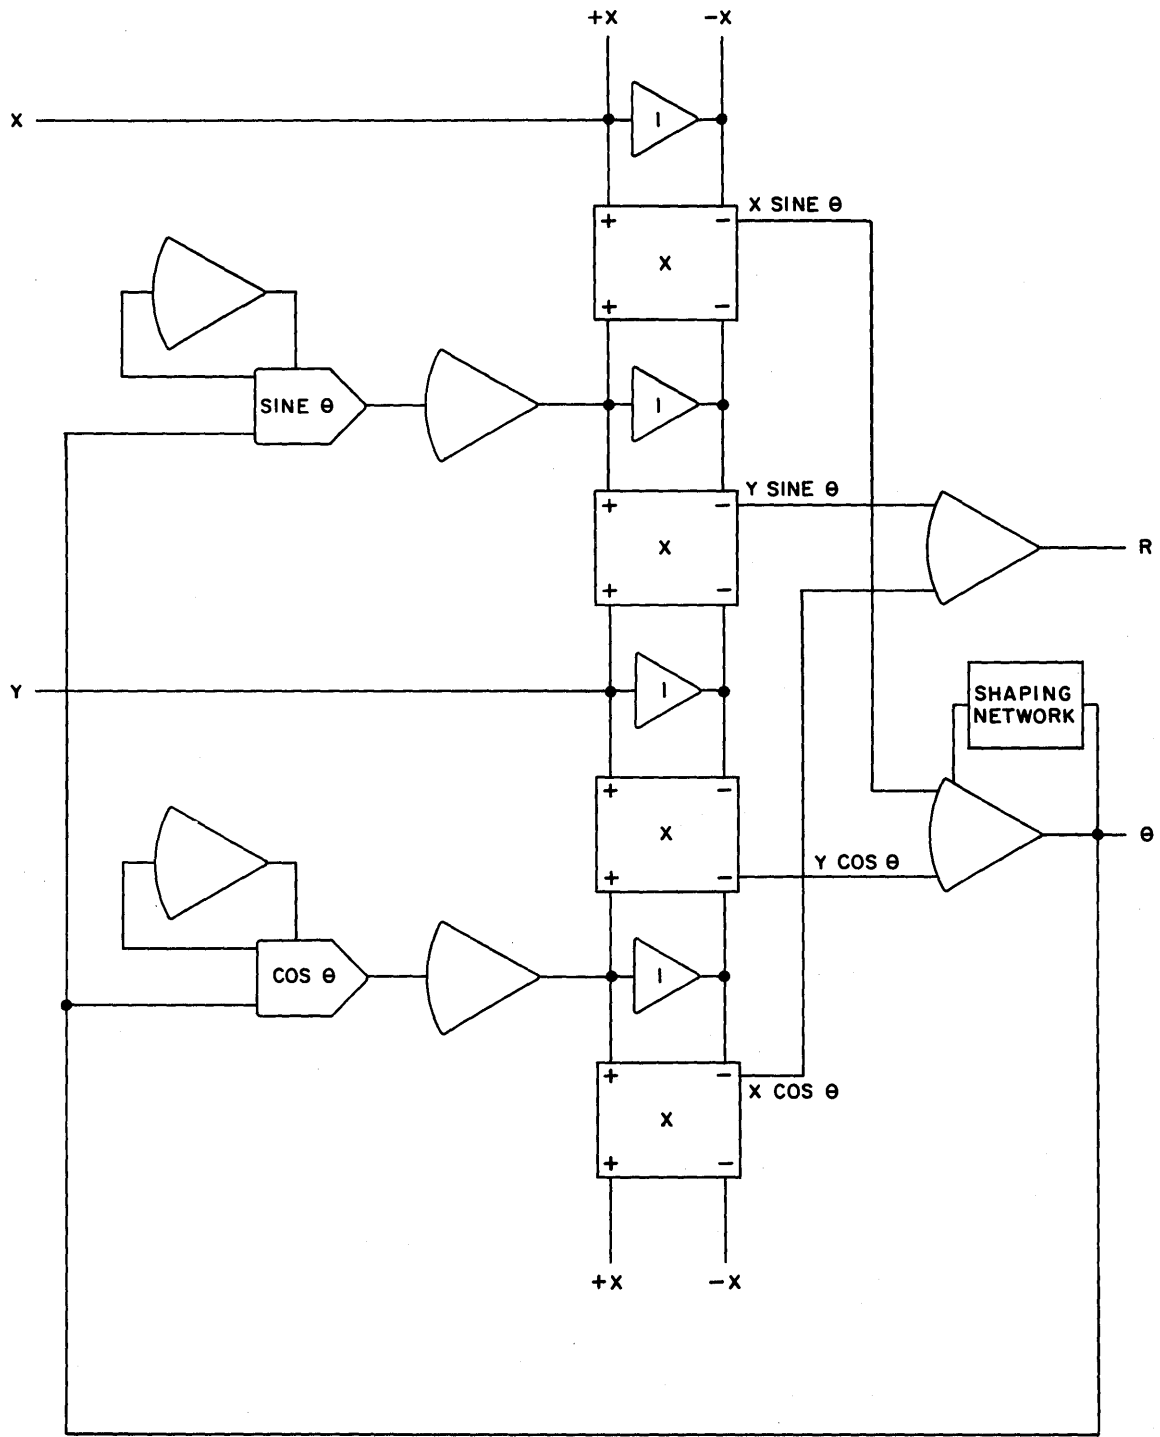 +X
-X
X
1
X SINE θ
+
-
X
+
-
SINE θ
1
Y SINE θ
+
-
X
+
-
R
Y
1
SHAPING
NETWORK
+
-
X
θ
Y COS θ
+
-
COS θ
1
+
-
X COS θ
X
+
-
+X
-X